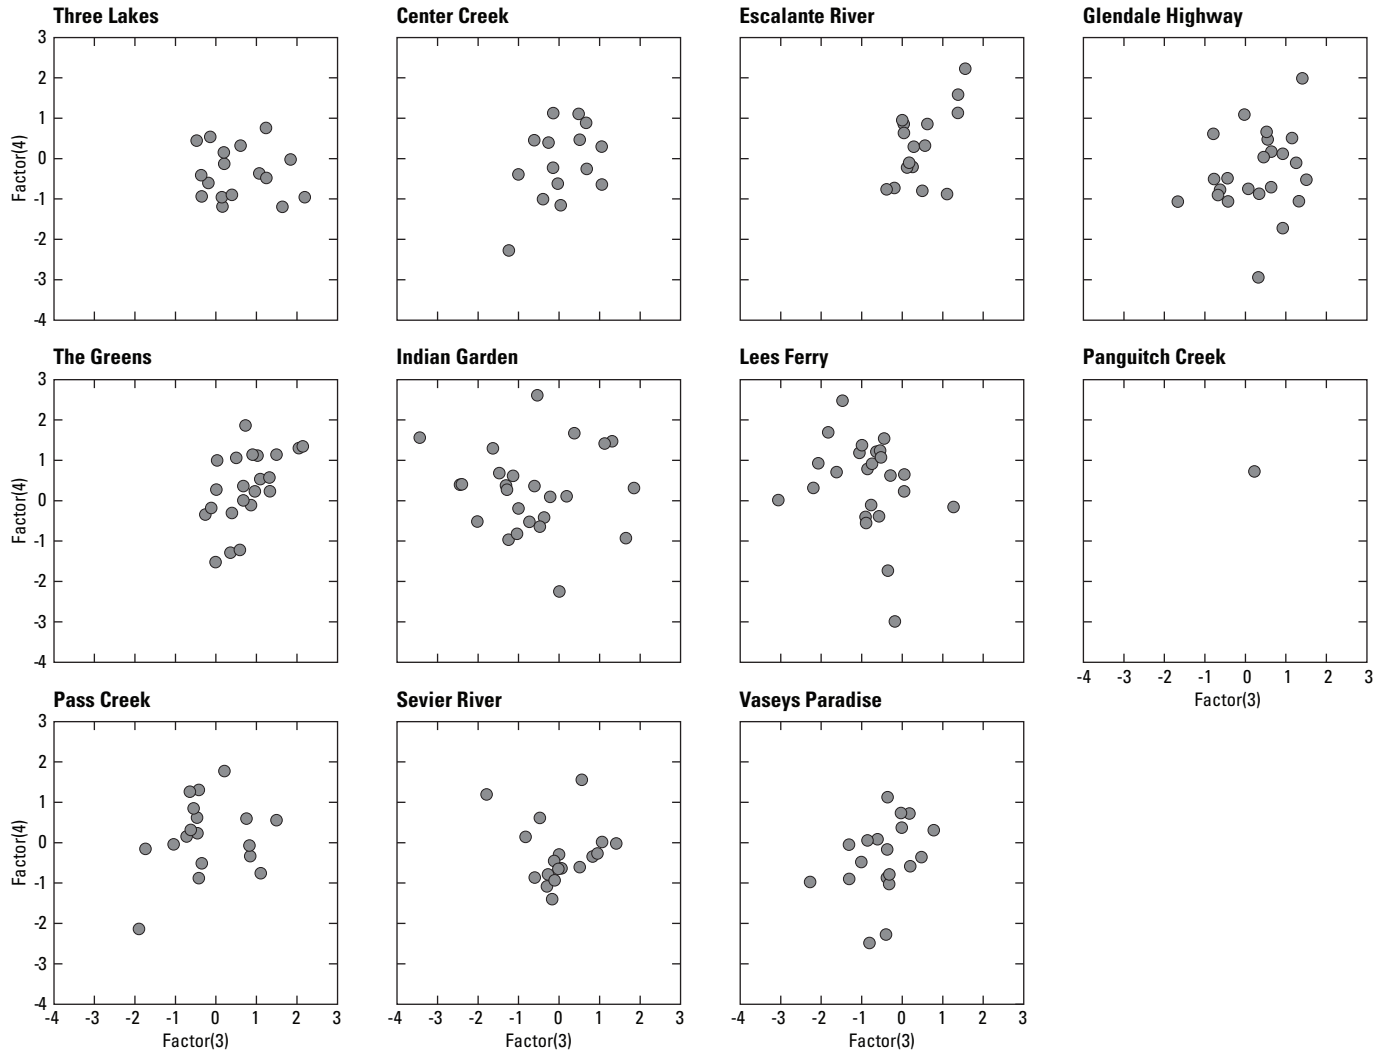 Three Lakes Center Creek Escalante River Glendale Highway
3
2
1
0
-1
-2
-3
-4
Factor(4)
The Greens Indian Garden Lees Ferry Panguitch Creek
3
2
1
0
-1
-2
-3
-4
Factor(4)
-4 -3 -2 -1 0 1 2 3
Factor(3)
Pass Creek Sevier River Vaseys Paradise
3
2
1
0
-1
-2
-3
-4
Factor(4)
-4 -3 -2 -1 0 1 2 3 -4 -3 -2 -1 0 1 2 3 -4 -3 -2 -1 0 1 2 3
Factor(3) Factor(3) Factor(3)